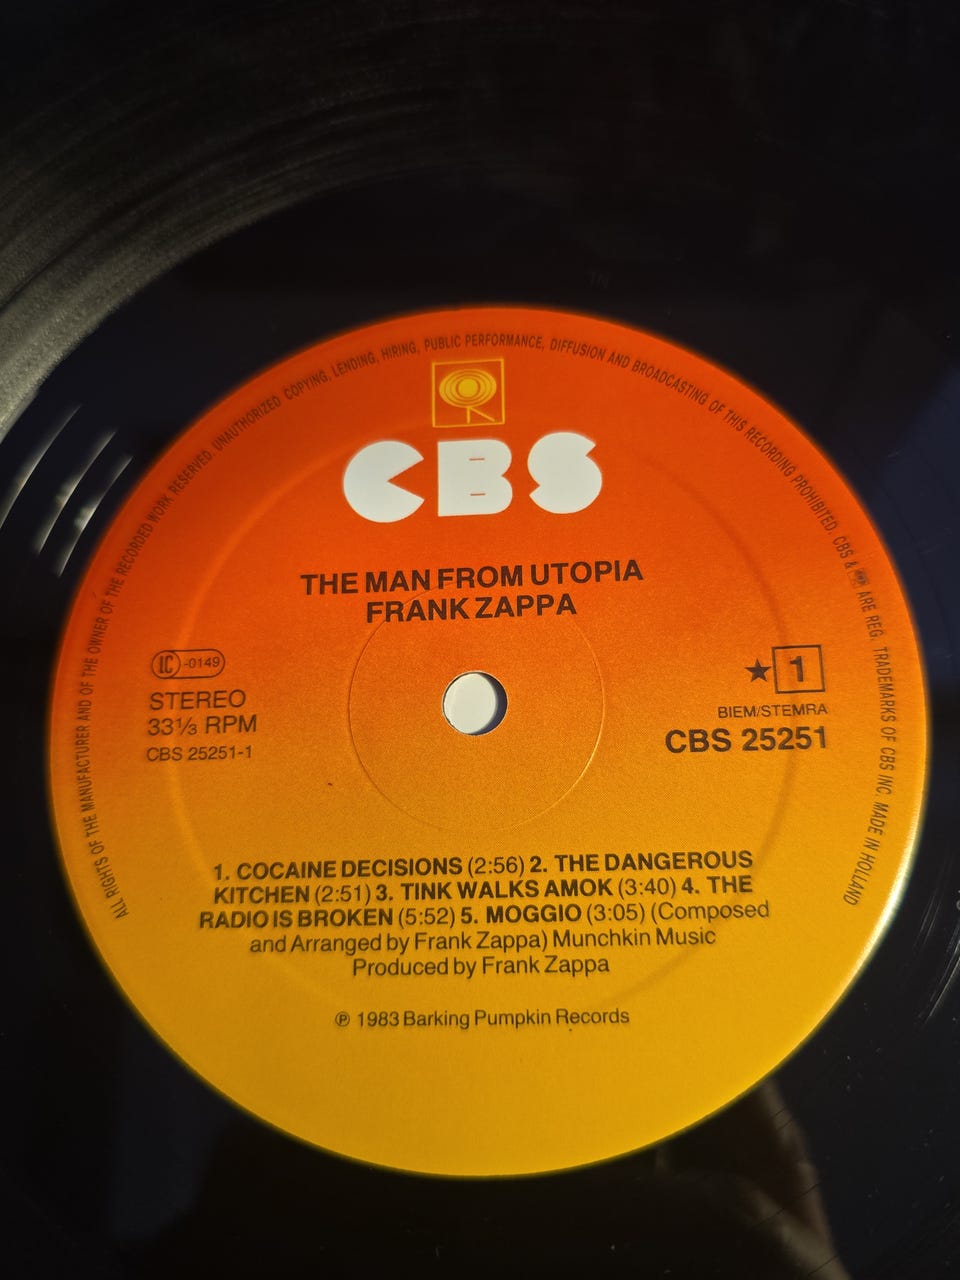 ALL RIGHTS OF THE MANUFACTURER AND OF THE OWNER OF THE RECORDED WORK RESERVED. UNAUTHORIZED COPYING, LENDING, HIRING, PUBLIC PERFORMANCE, DIFFUSION AND BROADCASTING OF THIS RECORDING PROHIBITED. CBS & ARE REG. TRADEMARKS OF CBS INC. MADE IN HOLLAND
CBS
THE MAN FROM UTOPIA
FRANK ZAPPA
LC -0149
STEREO
33⅓ RPM
CBS 25251-1
★ 1
BIEM/STEMRA
CBS 25251
1. COCAINE DECISIONS (2:56) 2. THE DANGEROUS
KITCHEN (2:51) 3. TINK WALKS AMOK (3:40) 4. THE
RADIO IS BROKEN (5:52) 5. MOGGIO (3:05) (Composed
and Arranged by Frank Zappa) Munchkin Music
Produced by Frank Zappa
℗ 1983 Barking Pumpkin Records